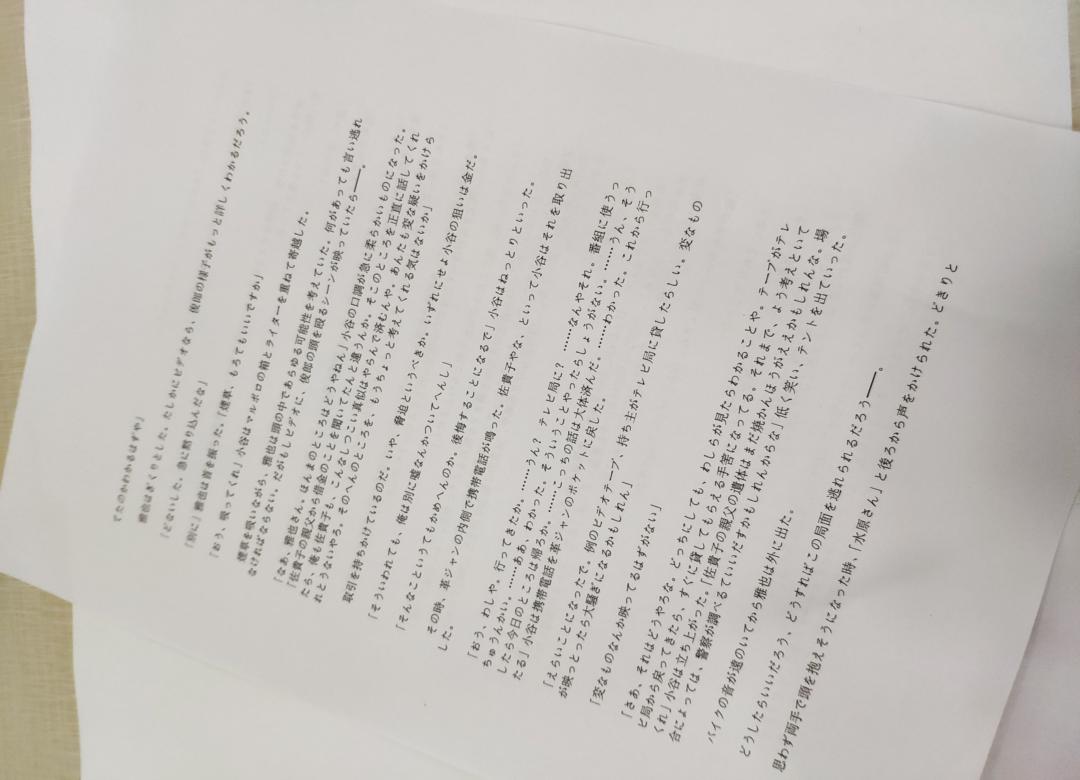 てたのかわかるはずや」
雅也はぎくりとした。たしかにビデオなら、俊郎の様子がもっと詳しくわかるだろう。
「どないした。急に黙り込んだな」
「別に」雅也は首を振った。「煙草、もろてもいいですか」
「おう、吸ってくれ」小谷はマルボロの箱とライターを重ねて寄越した。
煙草を吸いながら、雅也は頭の中であらゆる可能性を考えていた。何があっても言い逃れ
なければならない。だがもしビデオに、俊郎の頭を殴るシーンが映っていたら――。
「なあ、雅也さん。ほんまのところはどうやねん」小谷の口調が急に柔らかいものになった。
「佐貴子の親父から借金のことを聞いてたんと違うんか。そこのところを正直に話してくれ
たら、俺も佐貴子も、こんなしつこい真似はやらんで済むんや。あんたも変な疑いをかけら
れとうないやろ。そのへんのところを、もうちょっと考えてくれる気はないか」
取引を持ちかけているのだ。いや、脅迫というべきか。いずれにせよ小谷の狙いは金だ。
「そういわれても、俺は別に嘘なんかついてへんし」
「そんなこというてもかめへんのか。後悔することになるで」小谷はねっとりといった。
その時、革ジャンの内側で携帯電話が鳴った。佐貴子やな、といって小谷はそれを取り出
した。
「おう、わしや。行ってきたか。……うん？　テレビ局に？　……なんやそれ。番組に使うっ
ちゅうんかい。……ああ、わかった。そういうことやったらしょうがない。……うん、そう
したら今日のところは帰ろか。……こっちの話は大体済んだ。……わかった。これから行っ
たる」小谷は携帯電話を革ジャンのポケットに戻した。
「えらいことになったで。例のビデオテープ、持ち主がテレビ局に貸したらしい。変なもの
が映っとったら大騒ぎになるかもしれん」
「変なものなんか映ってるはずがない」
「さあ、それはどうやろな。どっちにしても、わしらが見たらわかることや。テープがテレ
ビ局から戻ってきたら、すぐに貸してもらえる手筈になってる。それまで、よう考えといて
くれ」小谷は立ち上がった。「佐貴子の親父の遺体はまだ焼かんほうがええかもしれんな。場
合によっては、警察が調べるていいだすかもしれんからな」低く笑い、テントを出ていった。
バイクの音が遠のいてから雅也は外に出た。
どうしたらいいだろう、どうすればこの局面を逃れられるだろう――。
思わず両手で頭を抱えそうになった時、「水原さん」と後ろから声をかけられた。どきりと